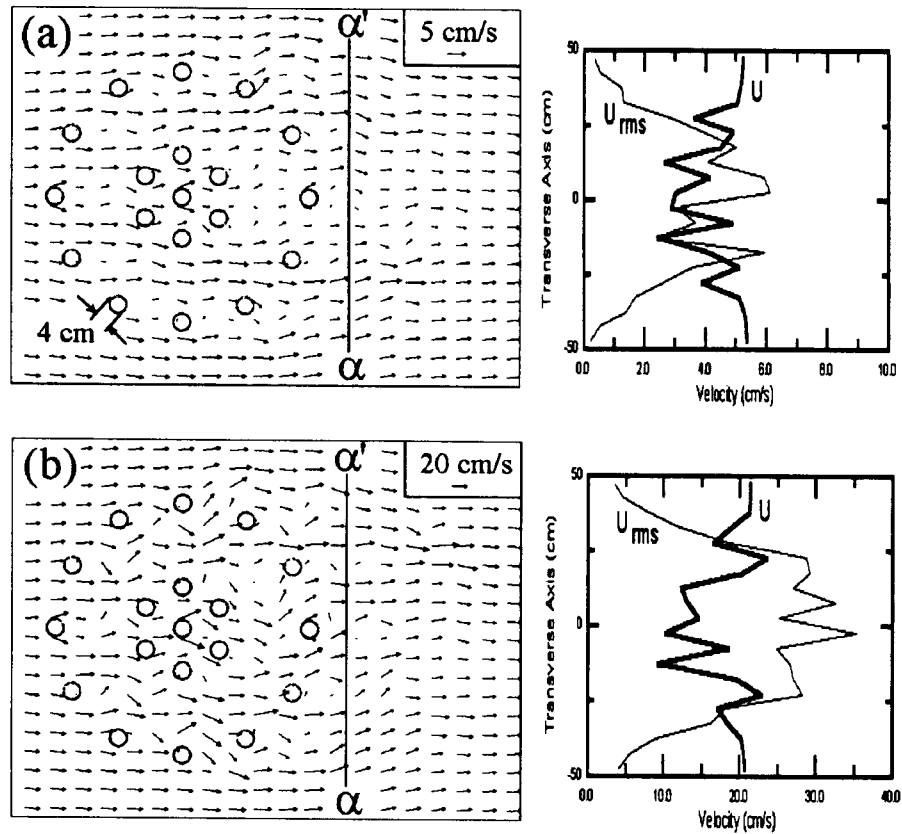 (a)
α'
5 cm/s
4 cm
α
50
0
-50
Transverse Axis (cm)
U
Urms
0.0 2.0 4.0 6.0 8.0 10.0
Velocity (cm/s)
(b)
α'
20 cm/s
α
50
0
-50
Transverse Axis (cm)
U
Urms
0.0 10.0 20.0 30.0 40.0
Velocity (cm/s)